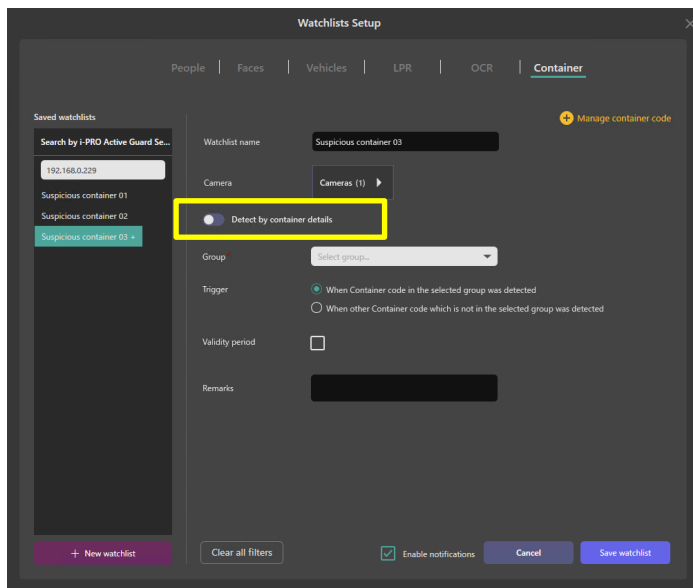 Watchlists Setup
People Faces Vehicles LPR OCR Container
Saved watchlists
Manage container code
Search by i-PRO Active Guard Se...
192.168.0.229
Suspicious container 01
Suspicious container 02
Suspicious container 03 +
Watchlist name Suspicious container 03
Camera Cameras (1)
Detect by container details
Group* Select group...
Trigger When Container code in the selected group was detected
When other Container code which is not in the selected group was detected
Validity period
Remarks
+ New watchlist Clear all filters Enable notifications Cancel Save watchlist